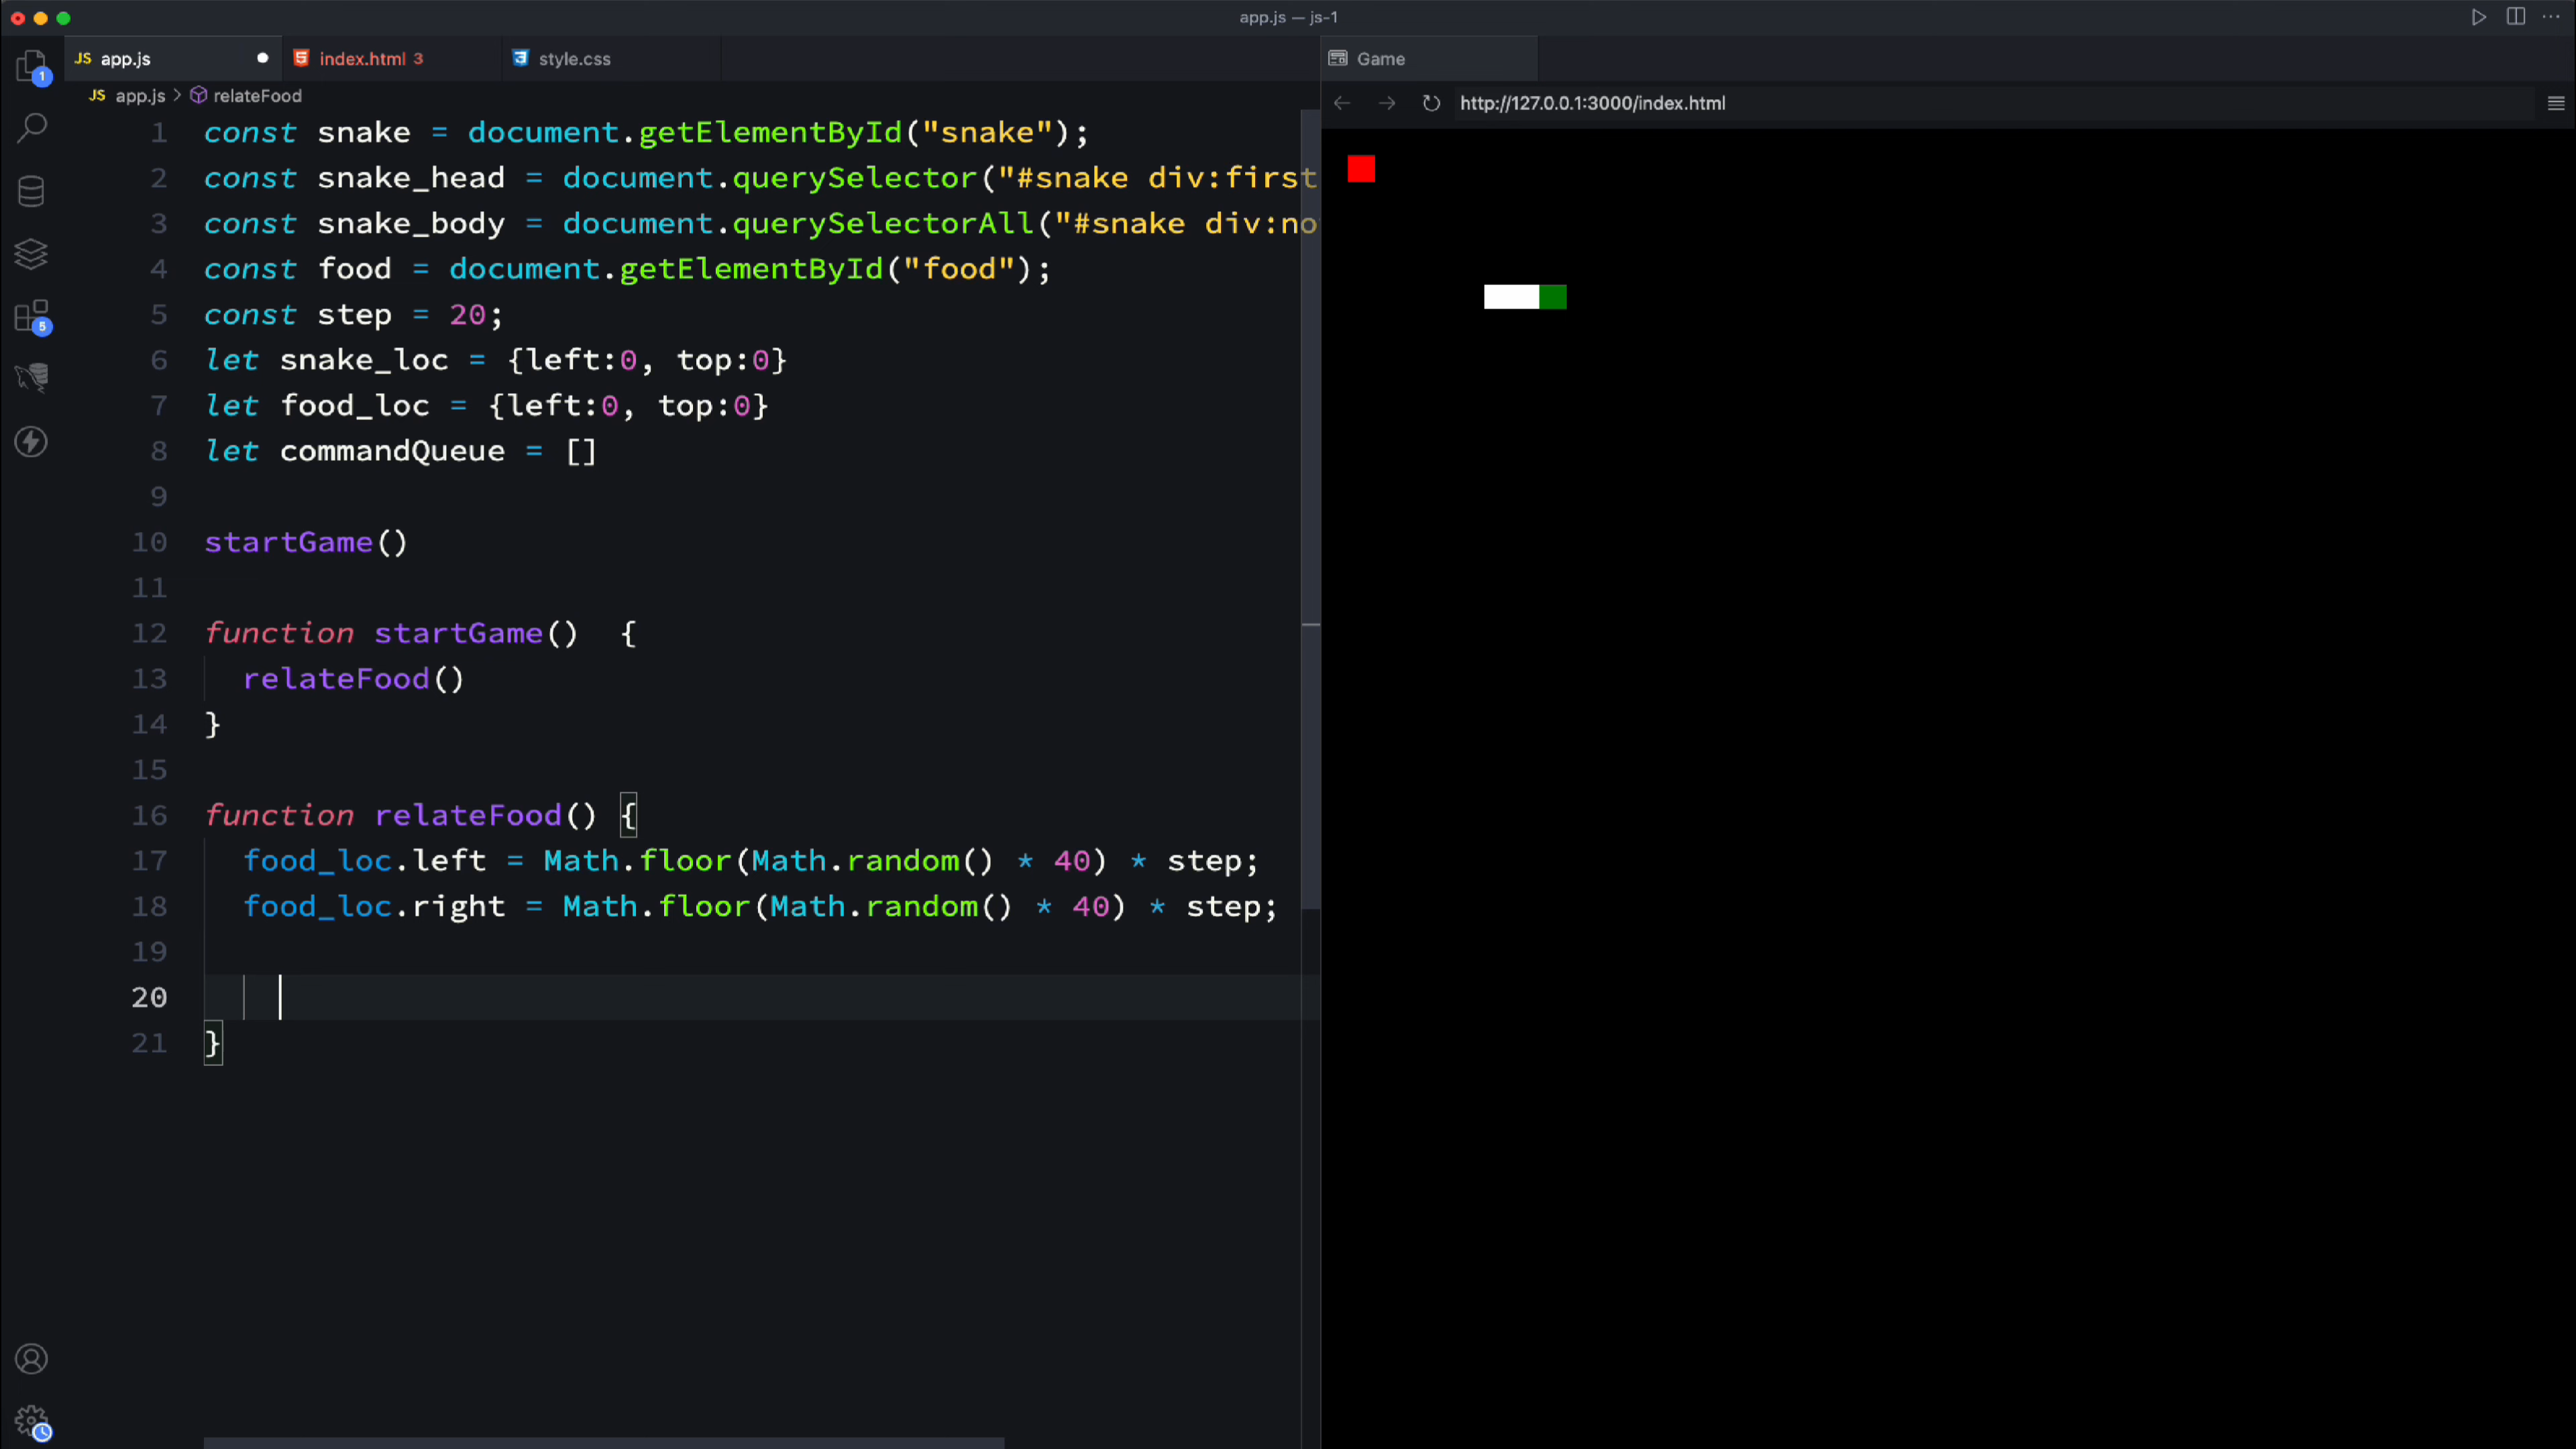 app.js — js-1
JS app.js
index.html 3
style.css
Game
JS app.js > relateFood
http://127.0.0.1:3000/index.html
1
5
1 const snake = document.getElementById("snake");
2 const snake_head = document.querySelector("#snake div:first
3 const snake_body = document.querySelectorAll("#snake div:no
4 const food = document.getElementById("food");
5 const step = 20;
6 let snake_loc = {left:0, top:0}
7 let food_loc = {left:0, top:0}
8 let commandQueue = []
9
10 startGame()
11
12 function startGame()  {
13   relateFood()
14 }
15
16 function relateFood() {
17   food_loc.left = Math.floor(Math.random() * 40) * step;
18   food_loc.right = Math.floor(Math.random() * 40) * step;
19
20
21 }